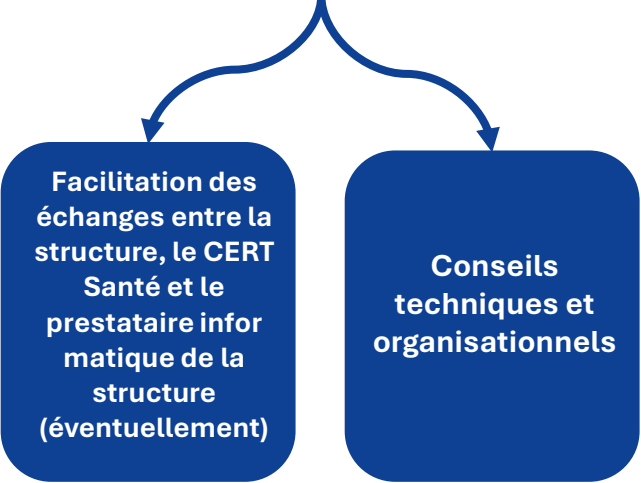 Facilitation des
échanges entre la
structure, le CERT
Santé et le
prestataire infor
matique de la
structure
(éventuellement)
Conseils
techniques et
organisationnels